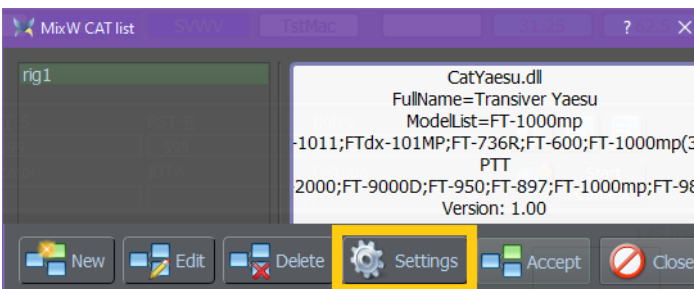 MixW CAT list
?
rig1
CatYaesu.dll
FullName=Transiver Yaesu
ModelList=FT-1000mp
-1011;FTdx-101MP;FT-736R;FT-600;FT-1000mp(3
PTT
-2000;FT-9000D;FT-950;FT-897;FT-1000mp;FT-98
Version: 1.00
New
Edit
Delete
Settings
Accept
Close